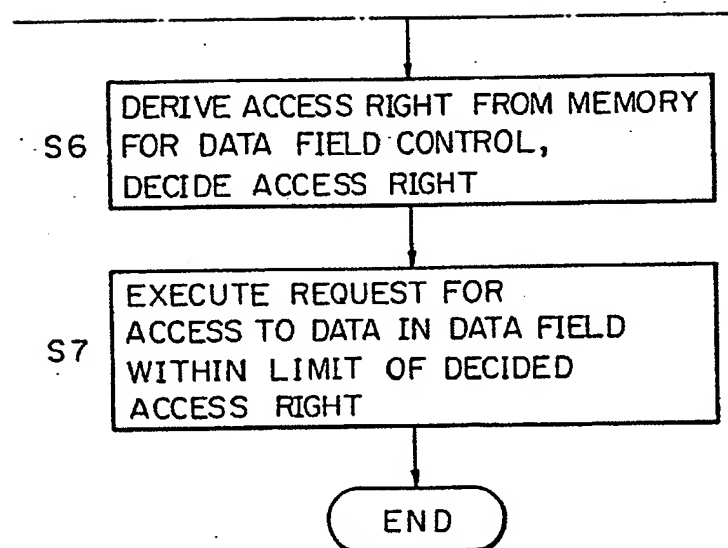 S6
DERIVE ACCESS RIGHT FROM MEMORY
FOR DATA FIELD CONTROL,
DECIDE ACCESS RIGHT
S7
EXECUTE REQUEST FOR
ACCESS TO DATA IN DATA FIELD
WITHIN LIMIT OF DECIDED
ACCESS RIGHT
END